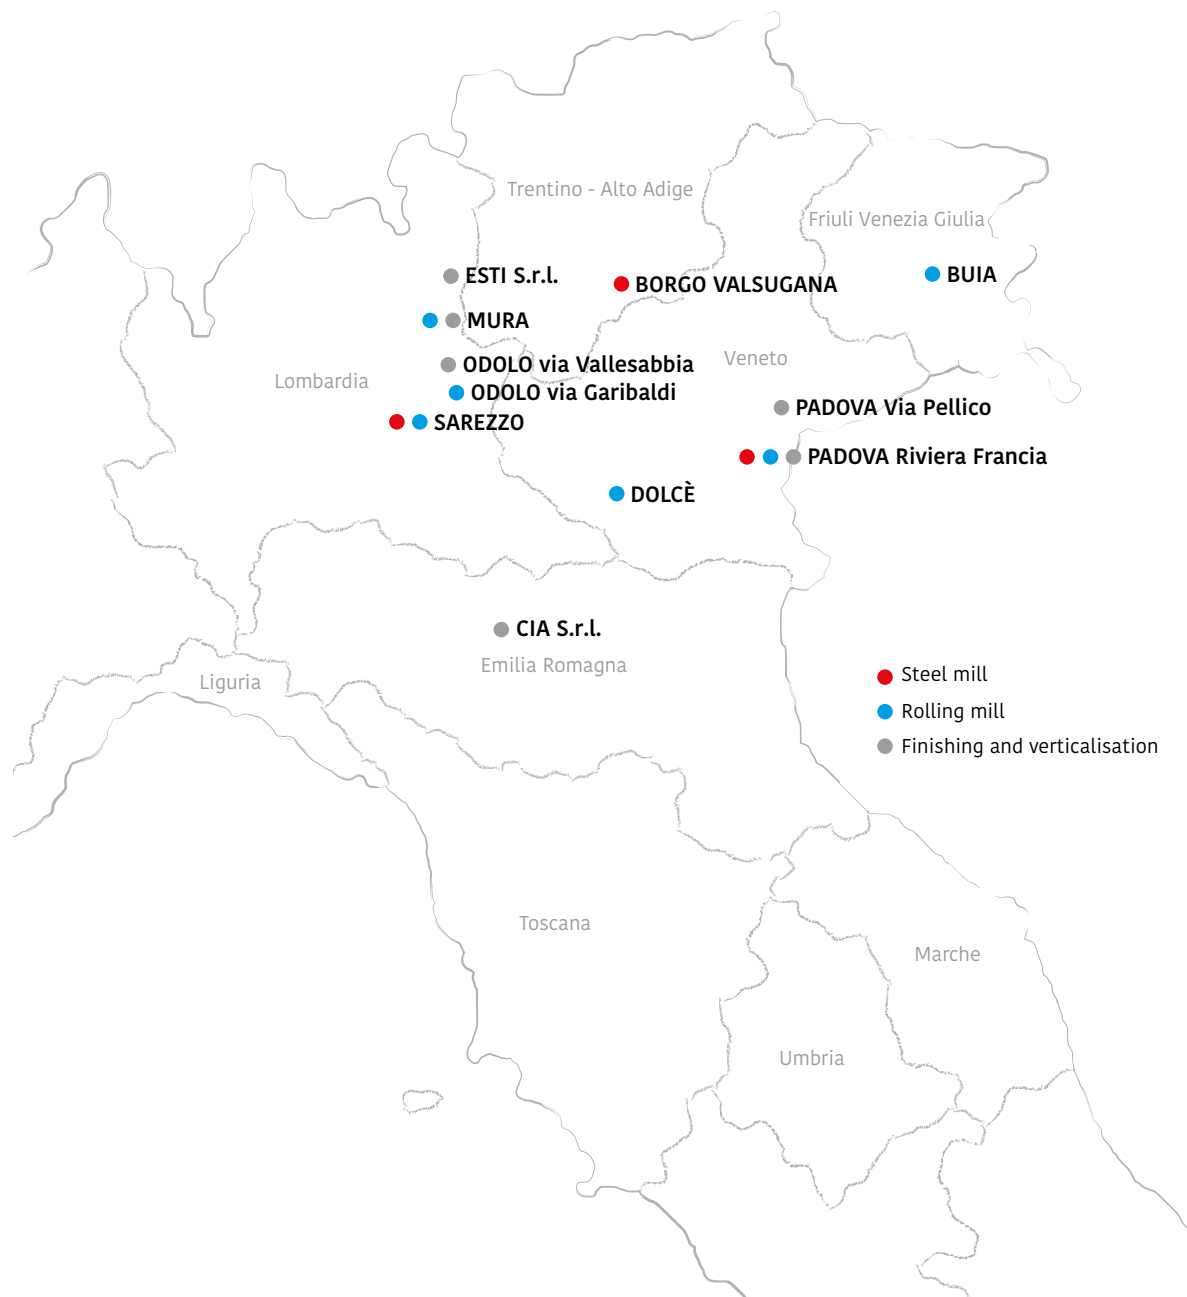 Trentino - Alto Adige
Friuli Venezia Giulia
ESTI S.r.l.
BORGO VALSUGANA
BUIA
MURA
Veneto
ODOLO via Vallesabbia
Lombardia
ODOLO via Garibaldi
PADOVA Via Pellico
SAREZZO
PADOVA Riviera Francia
DOLCÈ
CIA S.r.l.
Emilia Romagna
Liguria
Steel mill
Rolling mill
Finishing and verticalisation
Toscana
Marche
Umbria